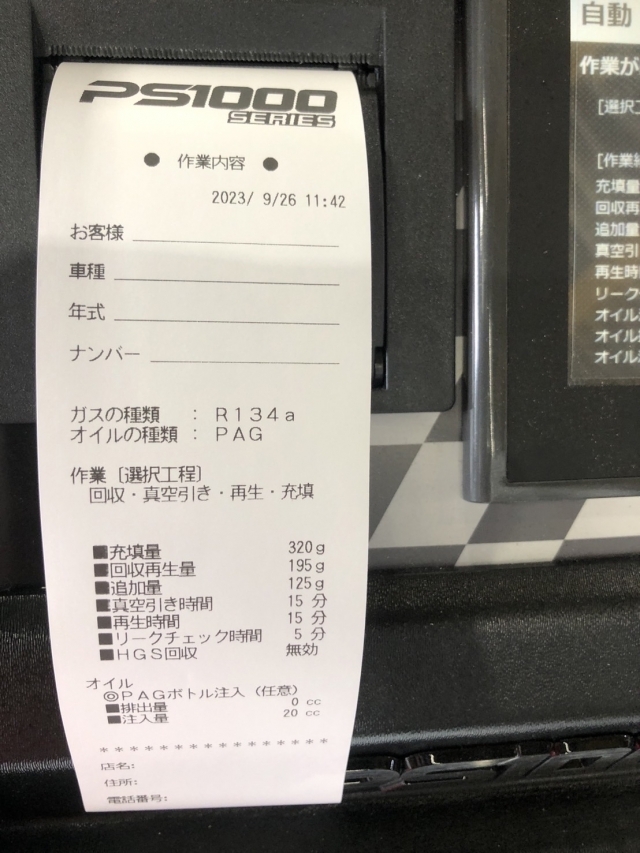 PS1000
SERIES
● 作業内容 ●
2023/ 9/26 11:42
お客様
車種
年式
ナンバー
ガスの種類 : R134a
オイルの種類 : PAG
作業 [選択工程]
回収・真空引き・再生・充填
■充填量 320g
■回収再生量 195g
■追加量 125g
■真空引き時間 15 分
■再生時間 15 分
■リークチェック時間 5 分
■HGS回収 無効
オイル
◎PAGボトル注入 (任意)
■排出量 0 cc
■注入量 20 cc
* * * * * * * * * * * * * * * *
店名:
住所:
電話番号:
自動
作業が
[選択
[作業
充填量
回収再
追加量
真空引
再生時
リーク
オイル
オイル
オイル